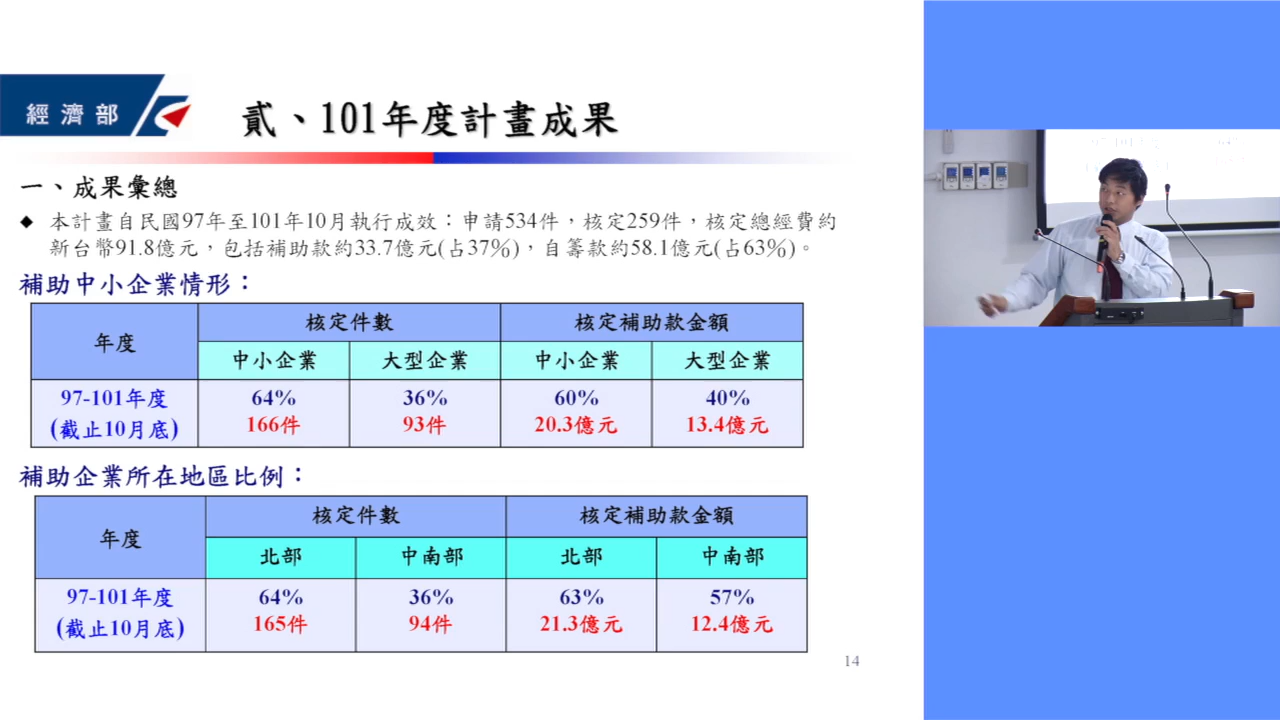 經濟部
貳、101年度計畫成果
一、成果彙總
◆ 本計畫自民國97年至101年10月執行成效：申請534件，核定259件，核定總經費約
新台幣91.8億元，包括補助款約33.7億元(占37%)，自籌款約58.1億元(占63%)。
補助中小企業情形：
年度 核定件數 核定補助款金額
中小企業 大型企業 中小企業 大型企業
97-101年度 64% 36% 60% 40%
(截止10月底) 166件 93件 20.3億元 13.4億元
補助企業所在地區比例：
年度 核定件數 核定補助款金額
北部 中南部 北部 中南部
97-101年度 64% 36% 63% 57%
(截止10月底) 165件 94件 21.3億元 12.4億元
14